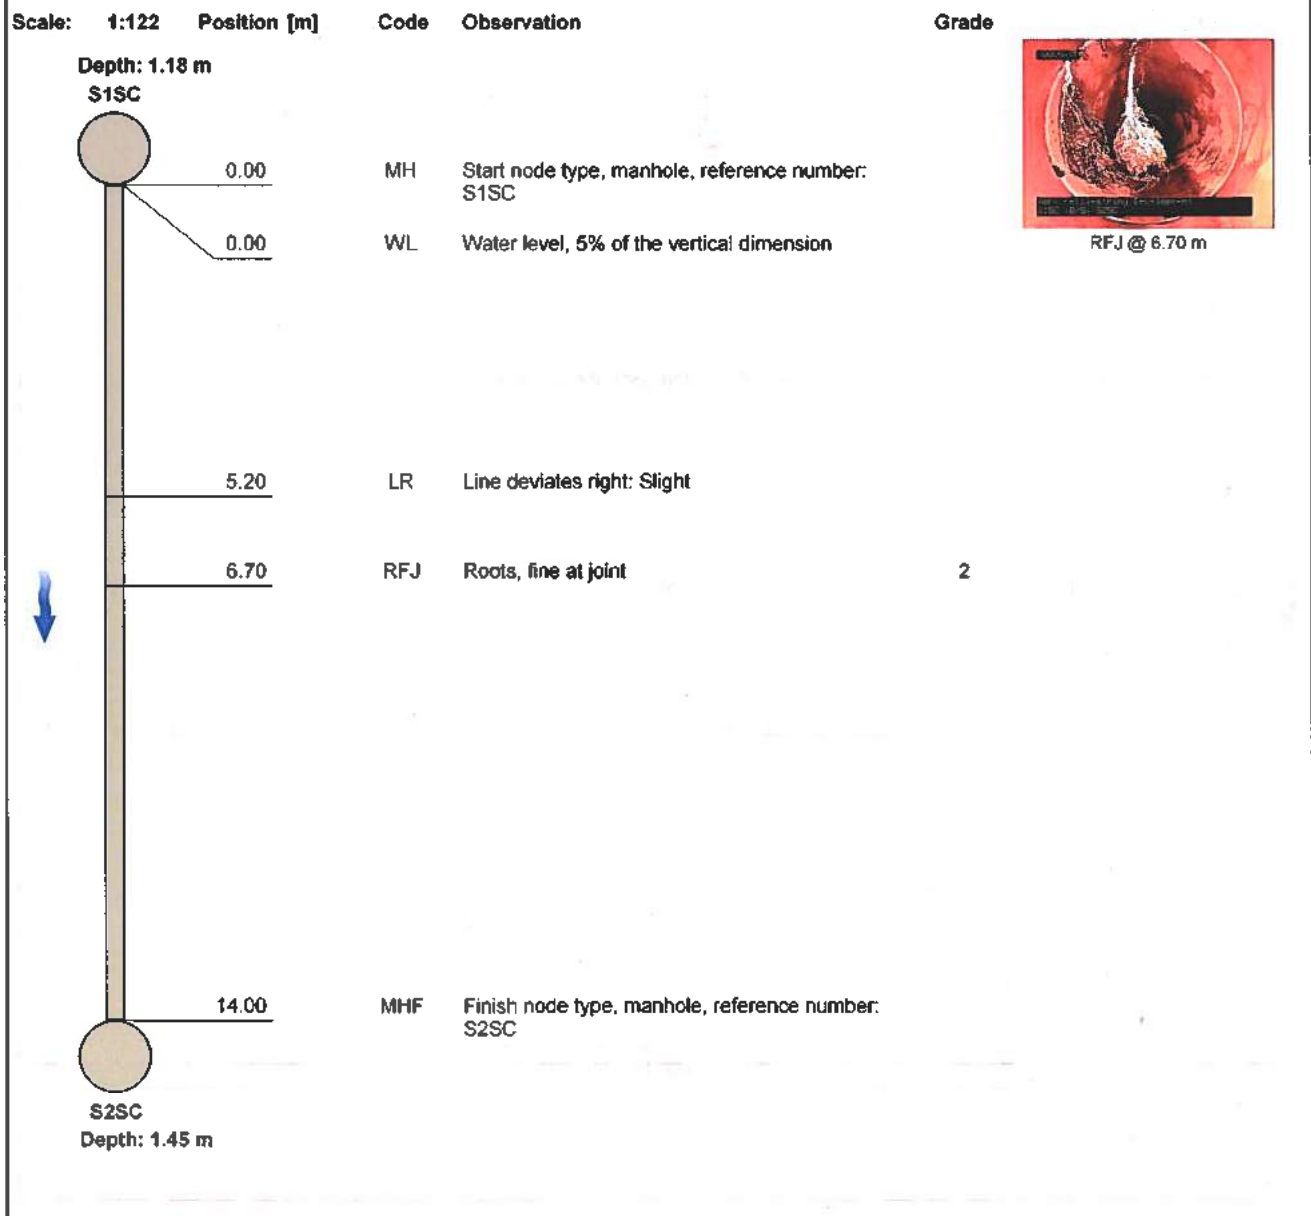 Scale: 1:122 Position [m] Code Observation Grade
Depth: 1.18 m
S1SC
0.00 MH Start node type, manhole, reference number:
S1SC
0.00 WL Water level, 5% of the vertical dimension
RFJ @ 6.70 m
5.20 LR Line deviates right: Slight
6.70 RFJ Roots, fine at joint 2
14.00 MHF Finish node type, manhole, reference number:
S2SC
S2SC
Depth: 1.45 m